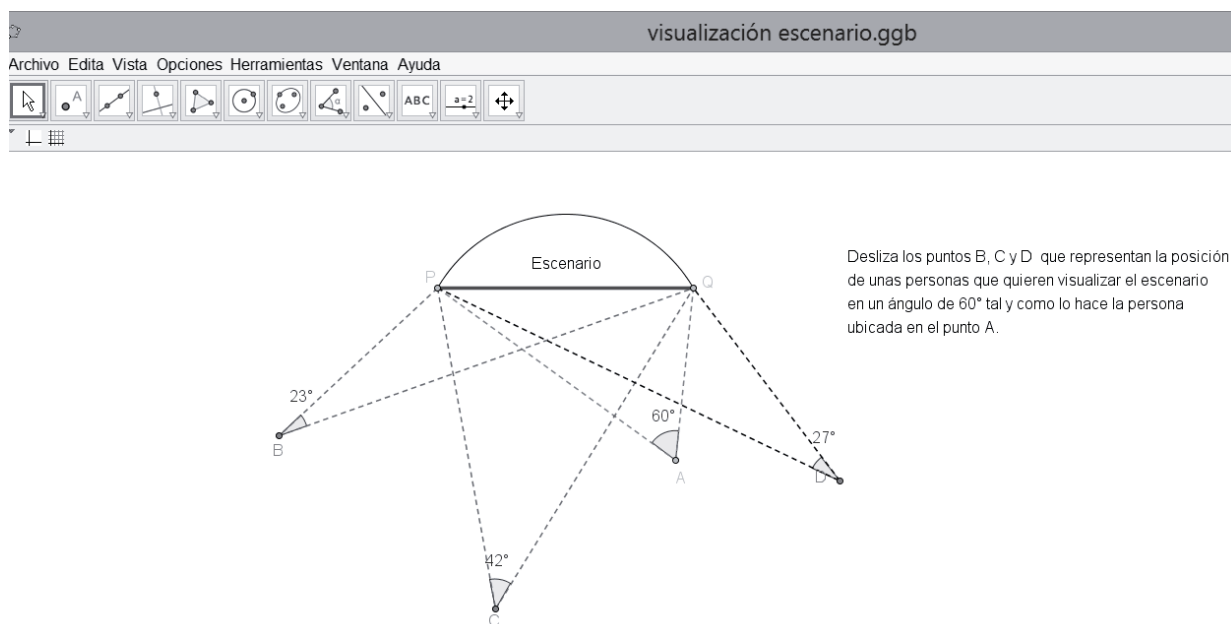 visualización escenario.ggb
Archivo Edita Vista Opciones Herramientas Ventana Ayuda
A
α
ABC
a=2
Escenario
P
Q
Desliza los puntos B, C y D que representan la posición
de unas personas que quieren visualizar el escenario
en un ángulo de 60° tal y como lo hace la persona
ubicada en el punto A.
23°
B
60°
A
27°
D
42°
C